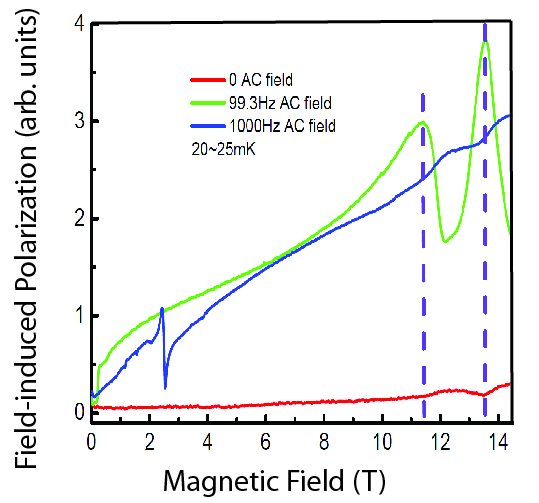 Field-induced Polarization (arb. units)
4
3
2
1
0
0 AC field
99.3Hz AC field
1000Hz AC field
20~25mK
0 2 4 6 8 10 12 14
Magnetic Field (T)